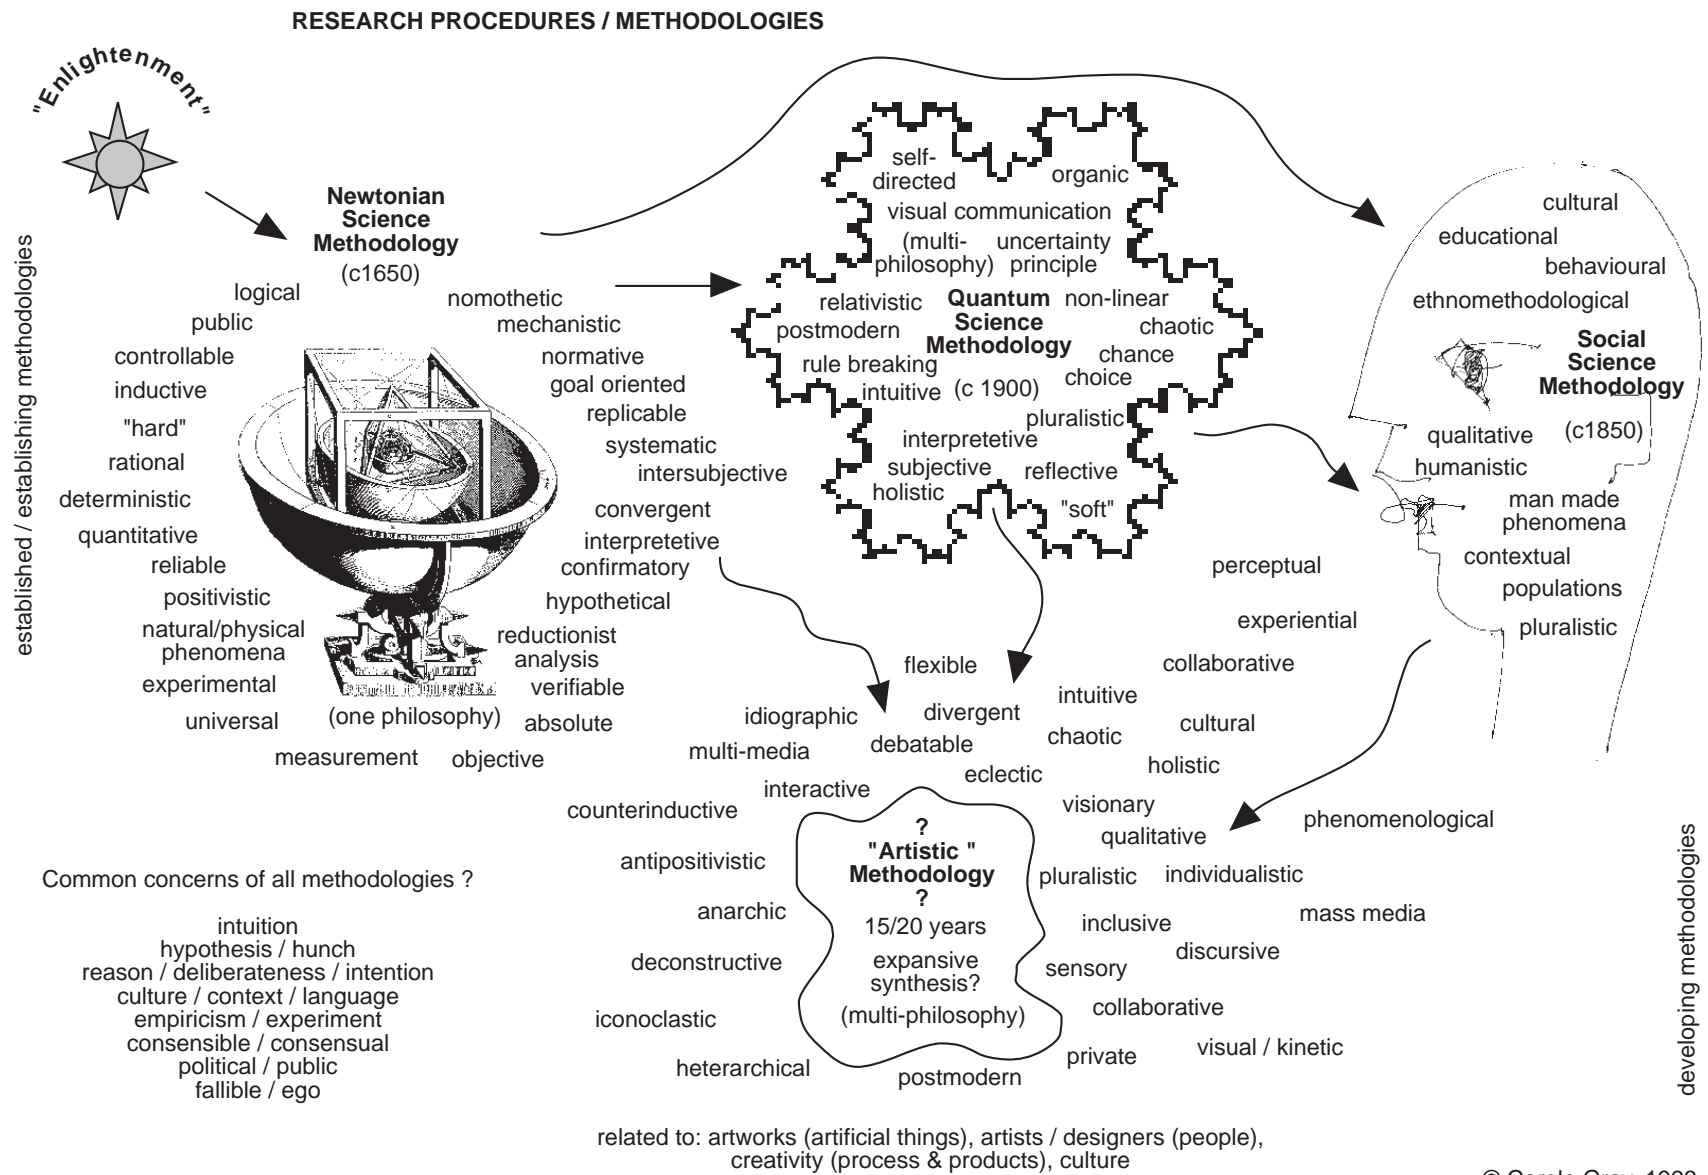 RESEARCH PROCEDURES / METHODOLOGIES
"Enlightenment"
established / establishing methodologies
Newtonian
Science
Methodology
(c1650)
logical
public
controllable
inductive
"hard"
rational
deterministic
quantitative
reliable
positivistic
natural/physical
phenomena
experimental
universal
measurement
(one philosophy)
objective
nomothetic
mechanistic
normative
goal oriented
replicable
systematic
intersubjective
convergent
interpretetive
confirmatory
hypothetical
reductionist
analysis
verifiable
absolute
self-
directed
organic
visual communication
(multi-
philosophy)
uncertainty
principle
relativistic
postmodern
rule breaking
intuitive
Quantum
Science
Methodology
(c 1900)
non-linear
chaotic
chance
choice
pluralistic
interpretetive
subjective
holistic
reflective
"soft"
cultural
educational
behavioural
ethnomethodological
Social
Science
Methodology
(c1850)
qualitative
humanistic
man made
phenomena
contextual
populations
pluralistic
perceptual
experiential
collaborative
flexible
intuitive
idiographic
divergent
cultural
multi-media
debatable
chaotic
eclectic
holistic
interactive
visionary
counterinductive
qualitative
phenomenological
?
"Artistic "
Methodology
?
15/20 years
expansive
synthesis?
(multi-philosophy)
antipositivistic
anarchic
deconstructive
iconoclastic
heterarchical
postmodern
pluralistic
individualistic
inclusive
mass media
discursive
sensory
collaborative
private
visual / kinetic
developing methodologies
Common concerns of all methodologies ?
intuition
hypothesis / hunch
reason / deliberateness / intention
culture / context / language
empiricism / experiment
consensible / consensual
political / public
fallible / ego
related to: artworks (artificial things), artists / designers (people),
creativity (process & products), culture